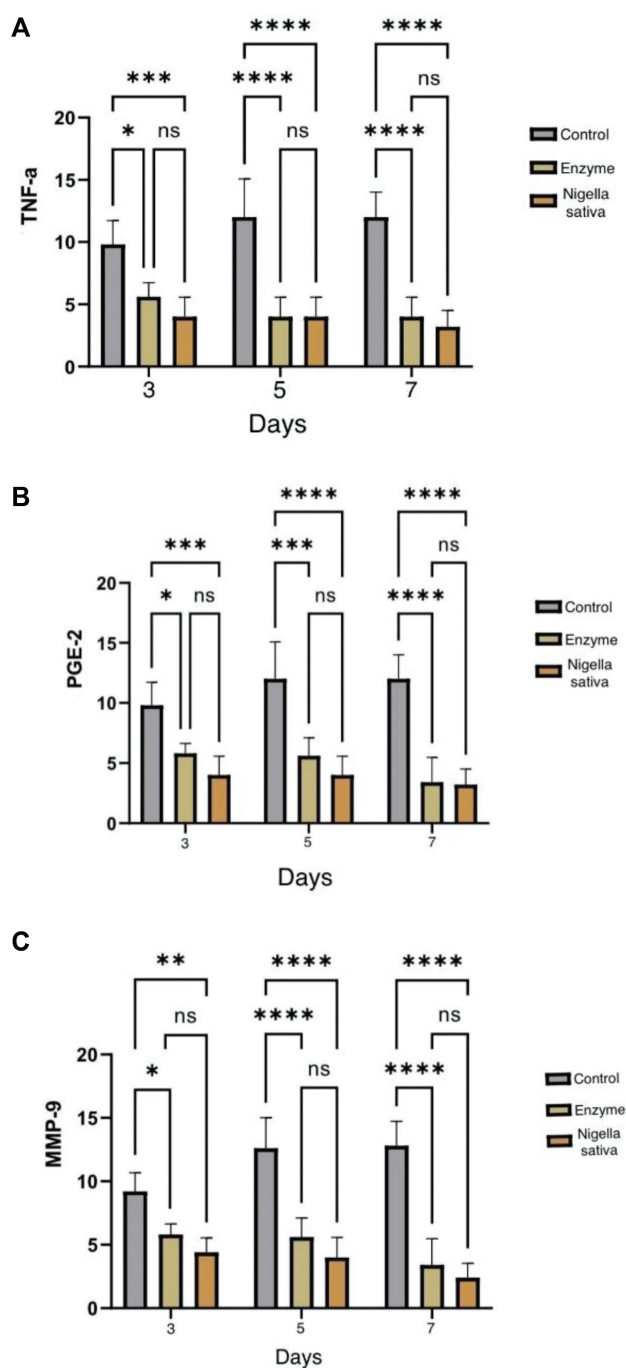 A
**** ****
*** **** ns
* ns ns ****
20
15
10
5
0
TNF-a
3 5 7
Days
Control
Enzyme
Nigella
sativa
B
**** ****
*** *** ns
* ns ns ****
20
15
10
5
0
PGE-2
3 5 7
Days
Control
Enzyme
Nigella
sativa
C
** **** ****
ns **** ns
* ns ****
20
15
10
5
0
MMP-9
3 5 7
Days
Control
Enzyme
Nigella
sativa